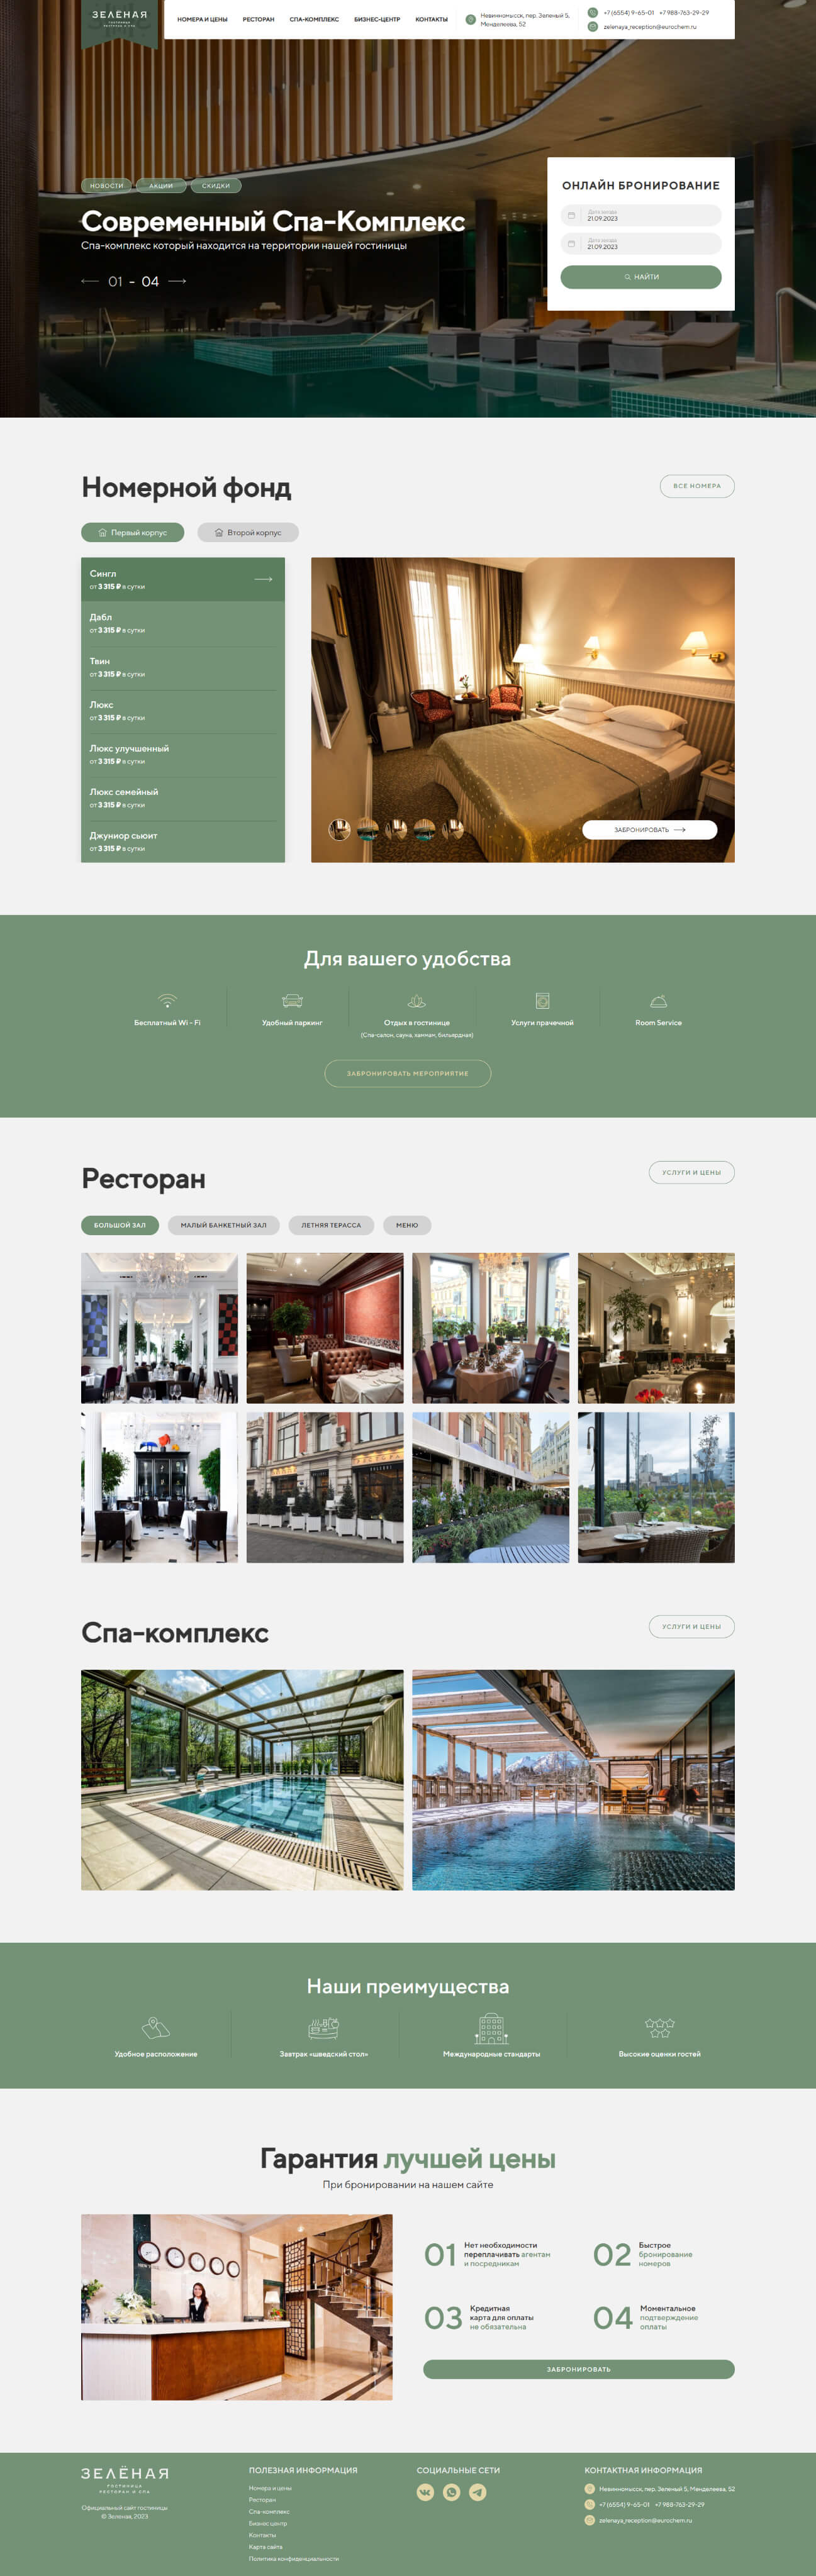 ЗЕЛЁНАЯ
ГОСТИНИЦА
РЕСТОРАН И СПА
НОМЕРА И ЦЕНЫ
РЕСТОРАН
СПА-КОМПЛЕКС
БИЗНЕС-ЦЕНТР
КОНТАКТЫ
Невинномысск, пер. Зеленый 5,
Менделеева, 52
+7 (6554) 9-65-01 +7 988-763-29-29
zelenaya_reception@eurochem.ru
НОВОСТИ
АКЦИИ
СКИДКИ
Современный Спа-Комплекс
Спа-комплекс который находится на территории нашей гостиницы
01 - 04
ОНЛАЙН БРОНИРОВАНИЕ
Дата заезда
21.09.2023
21.09.2023
НАЙТИ
Номерной фонд
ВСЕ НОМЕРА
Первый корпус
Второй корпус
Сингл
от 3 315 ₽ в сутки
Дабл
от 3 315 ₽ в сутки
Твин
от 3 315 ₽ в сутки
Люкс
от 3 315 ₽ в сутки
Люкс улучшенный
от 3 315 ₽ в сутки
Люкс семейный
от 3 315 ₽ в сутки
Джуниор сьюит
от 3 315 ₽ в сутки
ЗАБРОНИРОВАТЬ
Для вашего удобства
Бесплатный Wi - Fi
Удобный паркинг
Отдых в гостинице
(Спа-салон, сауна, хаммам, бильярдная)
Услуги прачечной
Room Service
ЗАБРОНИРОВАТЬ МЕРОПРИЯТИЕ
Ресторан
УСЛУГИ И ЦЕНЫ
БОЛЬШОЙ ЗАЛ
МАЛЫЙ БАНКЕТНЫЙ ЗАЛ
ЛЕТНЯЯ ТЕРАССА
МЕНЮ
Спа-комплекс
УСЛУГИ И ЦЕНЫ
Наши преимущества
Удобное расположение
Завтрак «шведский стол»
Международные стандарты
Высокие оценки гостей
Гарантия лучшей цены
При бронировании на нашем сайте
01
Нет необходимости
переплачивать агентам
и посредникам
02
Быстрое
бронирование
номеров
03
Кредитная
карта для оплаты
не обязательна
04
Моментальное
подтверждение
оплаты
ЗАБРОНИРОВАТЬ
ЗЕЛЁНАЯ
ГОСТИНИЦА
РЕСТОРАН И СПА
Официальный сайт гостиницы
© Зеленая, 2023
ПОЛЕЗНАЯ ИНФОРМАЦИЯ
Номера и цены
Ресторан
Спа-комплекс
Бизнес центр
Контакты
Карта сайта
Политика конфиденциальности
СОЦИАЛЬНЫЕ СЕТИ
КОНТАКТНАЯ ИНФОРМАЦИЯ
Невинномысск, пер. Зеленый 5, Менделеева, 52
+7 (6554) 9-65-01 +7 988-763-29-29
zelenaya_reception@eurochem.ru